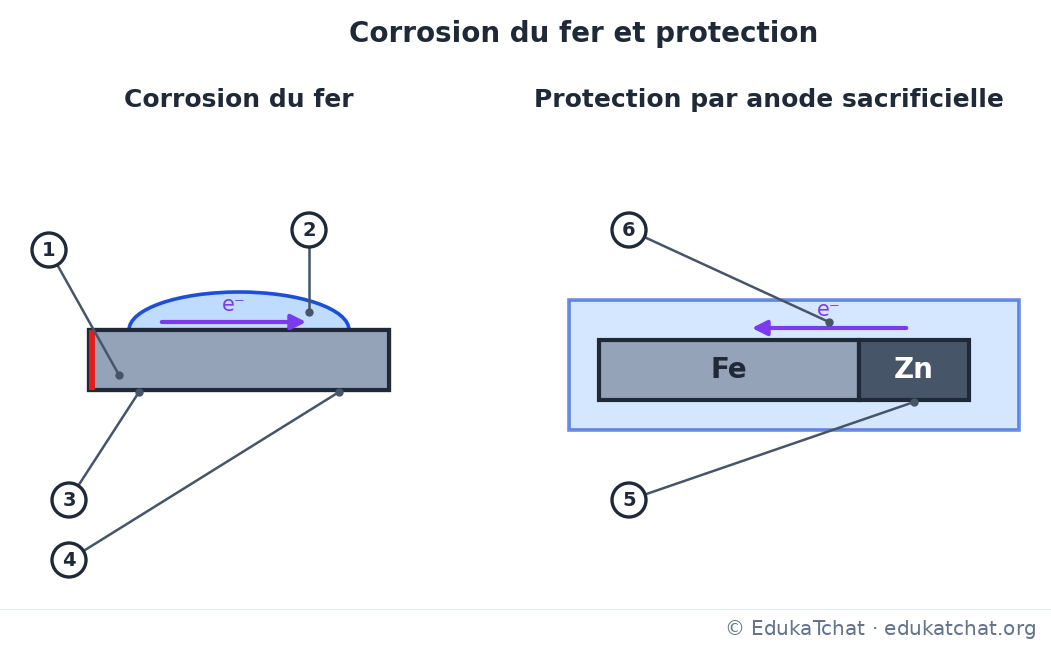 Corrosion du fer et protection
Corrosion du fer
Protection par anode sacrificielle
1
2
6
e⁻
e⁻
Fe
Zn
3
5
4
© EdukaTchat · edukatchat.org